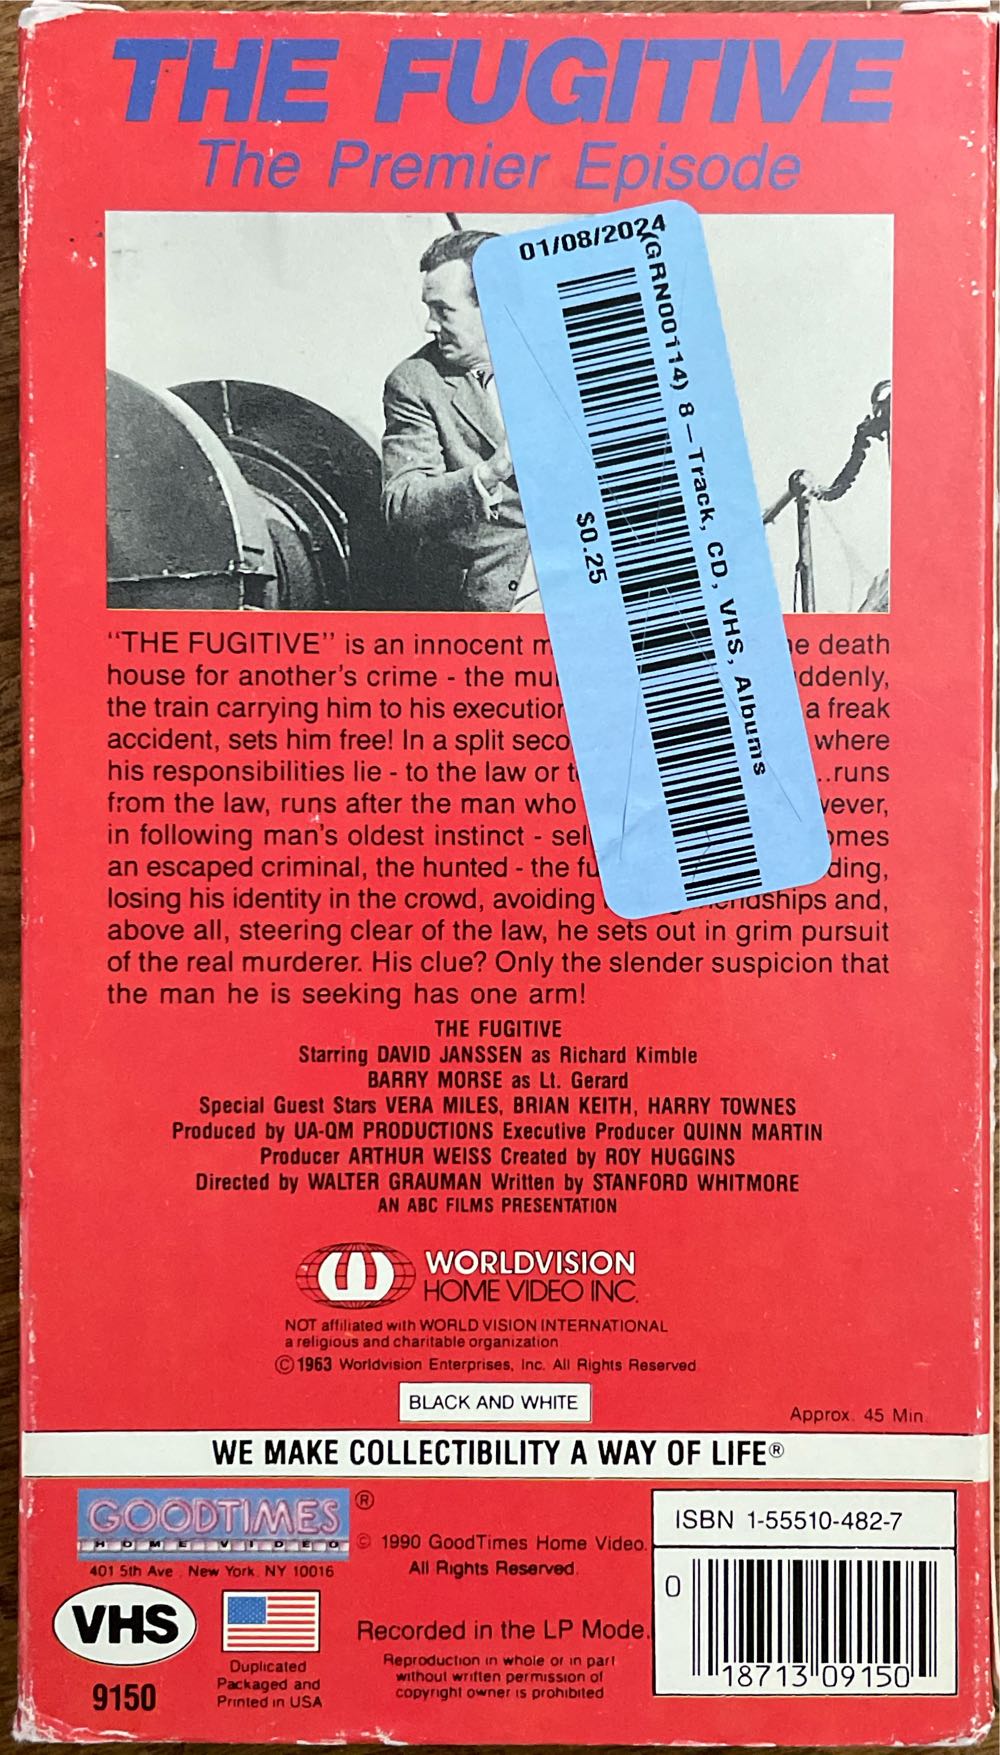 THE FUGITIVE
The Premier Episode
01/08/2024
(GRN00114) 8-Track, CD, VHS, Albums
$0.25
"THE FUGITIVE" is an innocent m e death
house for another's crime - the mu ddenly,
the train carrying him to his execution a freak
accident, sets him free! In a split seco where
his responsibilities lie - to the law or t ...runs
from the law, runs after the man who ever,
in following man's oldest instinct - sel omes
an escaped criminal, the hunted - the fu ding,
losing his identity in the crowd, avoiding friendships and,
above all, steering clear of the law, he sets out in grim pursuit
of the real murderer. His clue? Only the slender suspicion that
the man he is seeking has one arm!
THE FUGITIVE
Starring DAVID JANSSEN as Richard Kimble
BARRY MORSE as Lt. Gerard
Special Guest Stars VERA MILES, BRIAN KEITH, HARRY TOWNES
Produced by UA-QM PRODUCTIONS Executive Producer QUINN MARTIN
Producer ARTHUR WEISS Created by ROY HUGGINS
Directed by WALTER GRAUMAN Written by STANFORD WHITMORE
AN ABC FILMS PRESENTATION
WORLDVISION
HOME VIDEO INC.
NOT affiliated with WORLD VISION INTERNATIONAL
a religious and charitable organization
©1963 Worldvision Enterprises, Inc. All Rights Reserved
BLACK AND WHITE
Approx. 45 Min.
WE MAKE COLLECTIBILITY A WAY OF LIFE®
GOODTIMES ®
HOME VIDEO
401 5th Ave. New York, NY 10016
© 1990 GoodTimes Home Video.
All Rights Reserved.
ISBN 1-55510-482-7
VHS
9150
Duplicated
Packaged and
Printed in USA
Recorded in the LP Mode.
Reproduction in whole or in part
without written permission of
copyright owner is prohibited
0 18713 09150